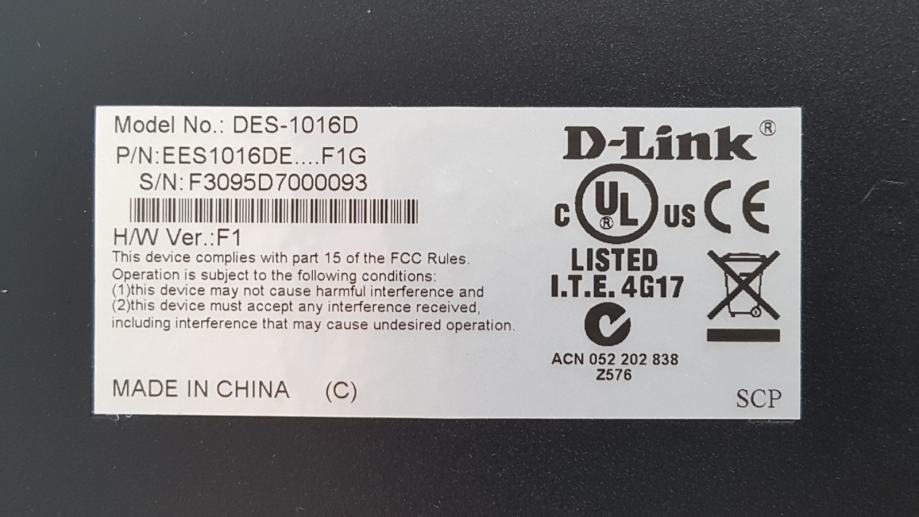 Model No.: DES-1016D
P/N:EES1016DE....F1G
S/N:F3095D7000093
H/W Ver.:F1
This device complies with part 15 of the FCC Rules.
Operation is subject to the following conditions:
(1)this device may not cause harmful interference and
(2)this device must accept any interference received,
including interference that may cause undesired operation.
MADE IN CHINA (C)
D-Link®
C UL® US CE
LISTED
I.T.E. 4G17
ACN 052 202 838
Z576
SCP